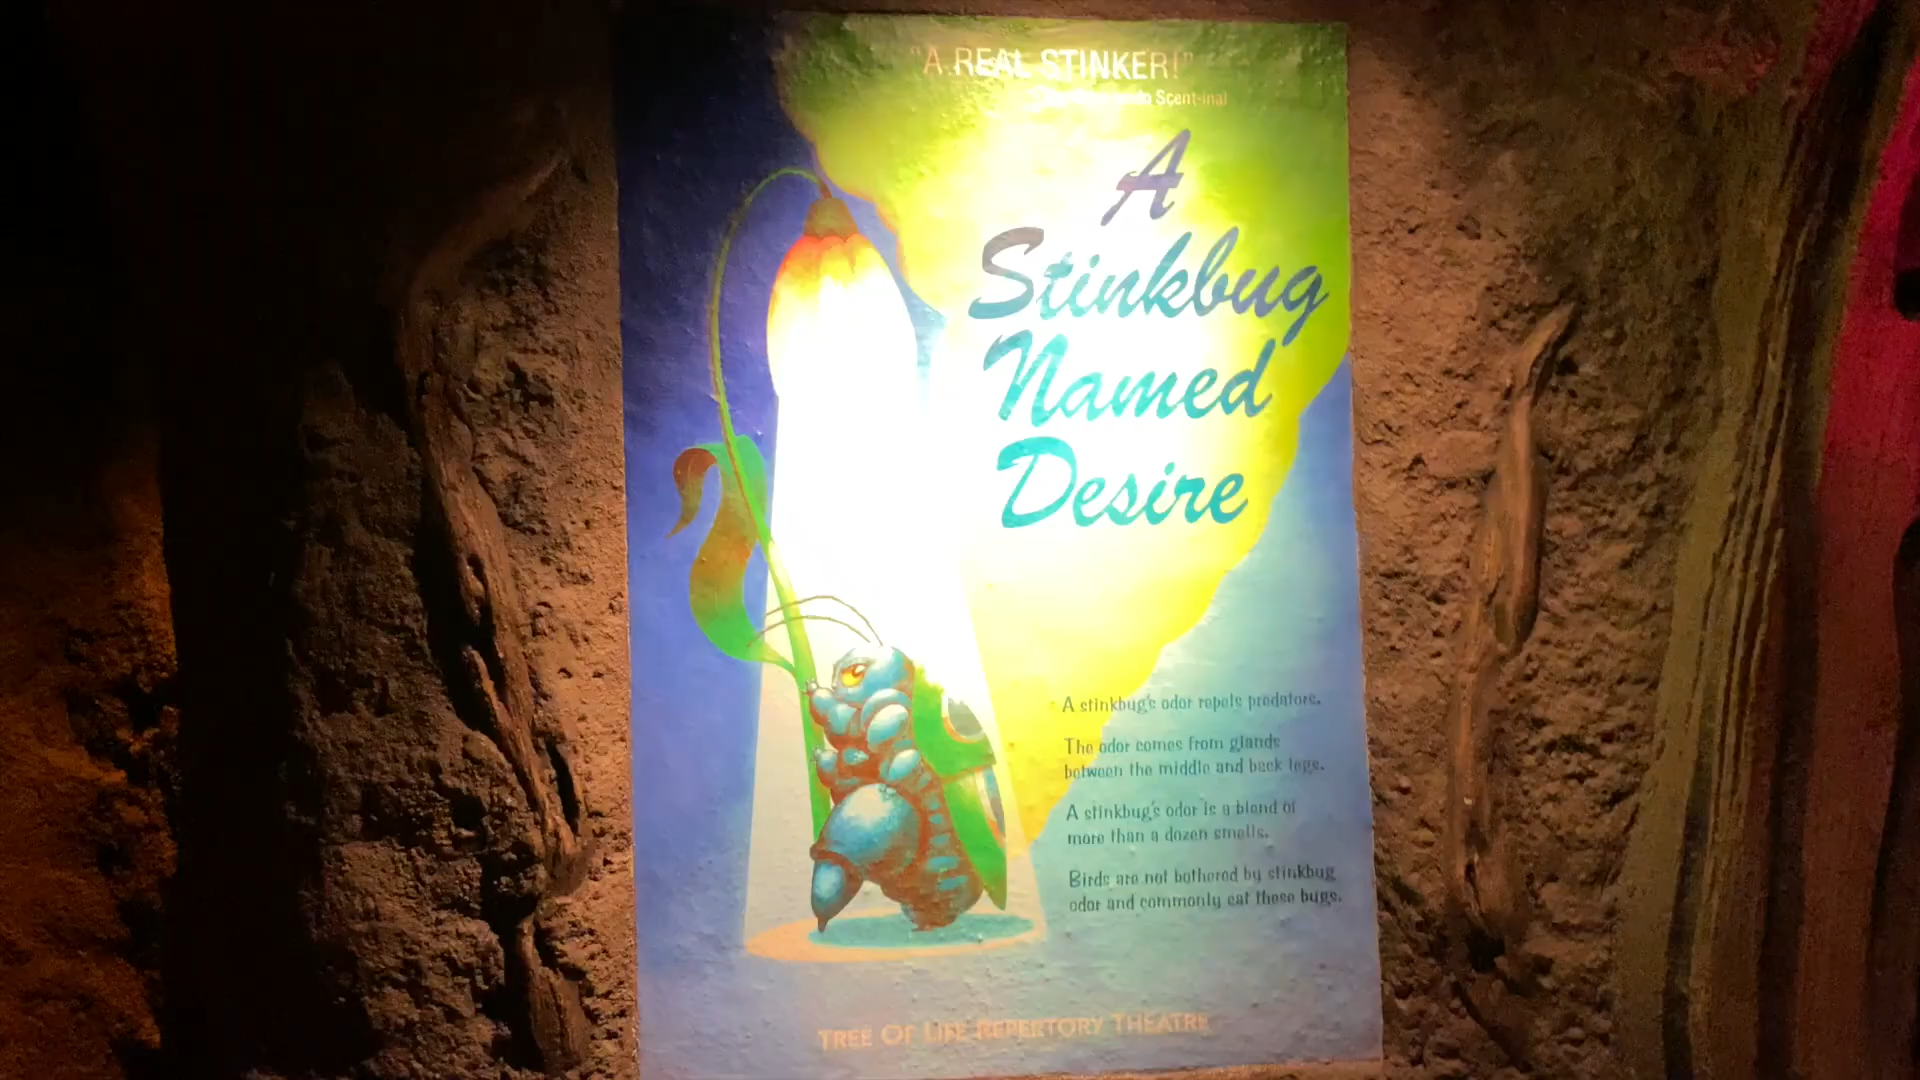 "A REAL STINKER!"
Scent-inal
A
Stinkbug
Named
Desire
A stinkbug's odor repels predators.
The odor comes from glands
between the middle and back legs.
A stinkbug's odor is a blend of
more than a dozen smells.
Birds are not bothered by stinkbug
odor and commonly eat these bugs.
TREE OF LIFE REPERTORY THEATRE